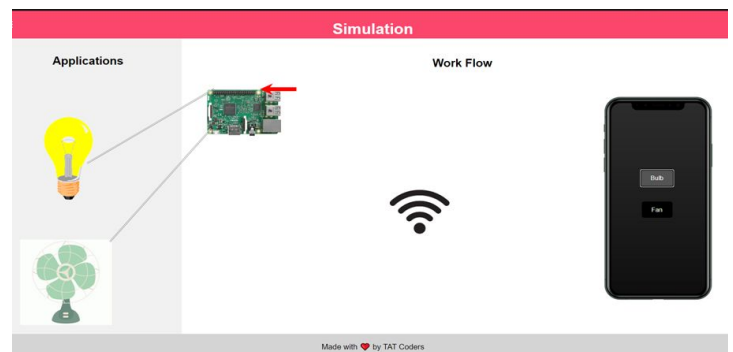 Simulation
Applications
Work Flow
Bulb
Fan
Made with ❤ by TAT Coders